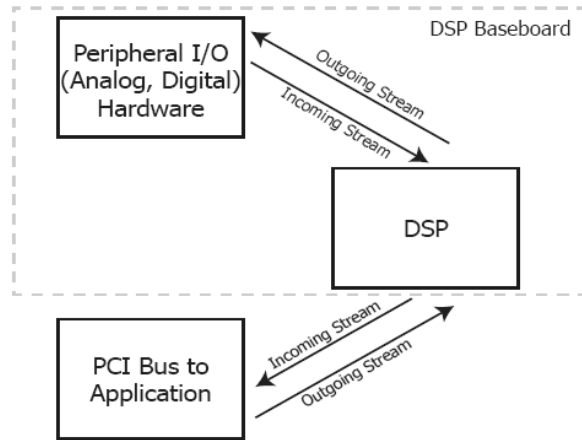 DSP Baseboard
Peripheral I/O
(Analog, Digital)
Hardware
Outgoing Stream
Incoming Stream
DSP
Incoming Stream
Outgoing Stream
PCI Bus to
Application